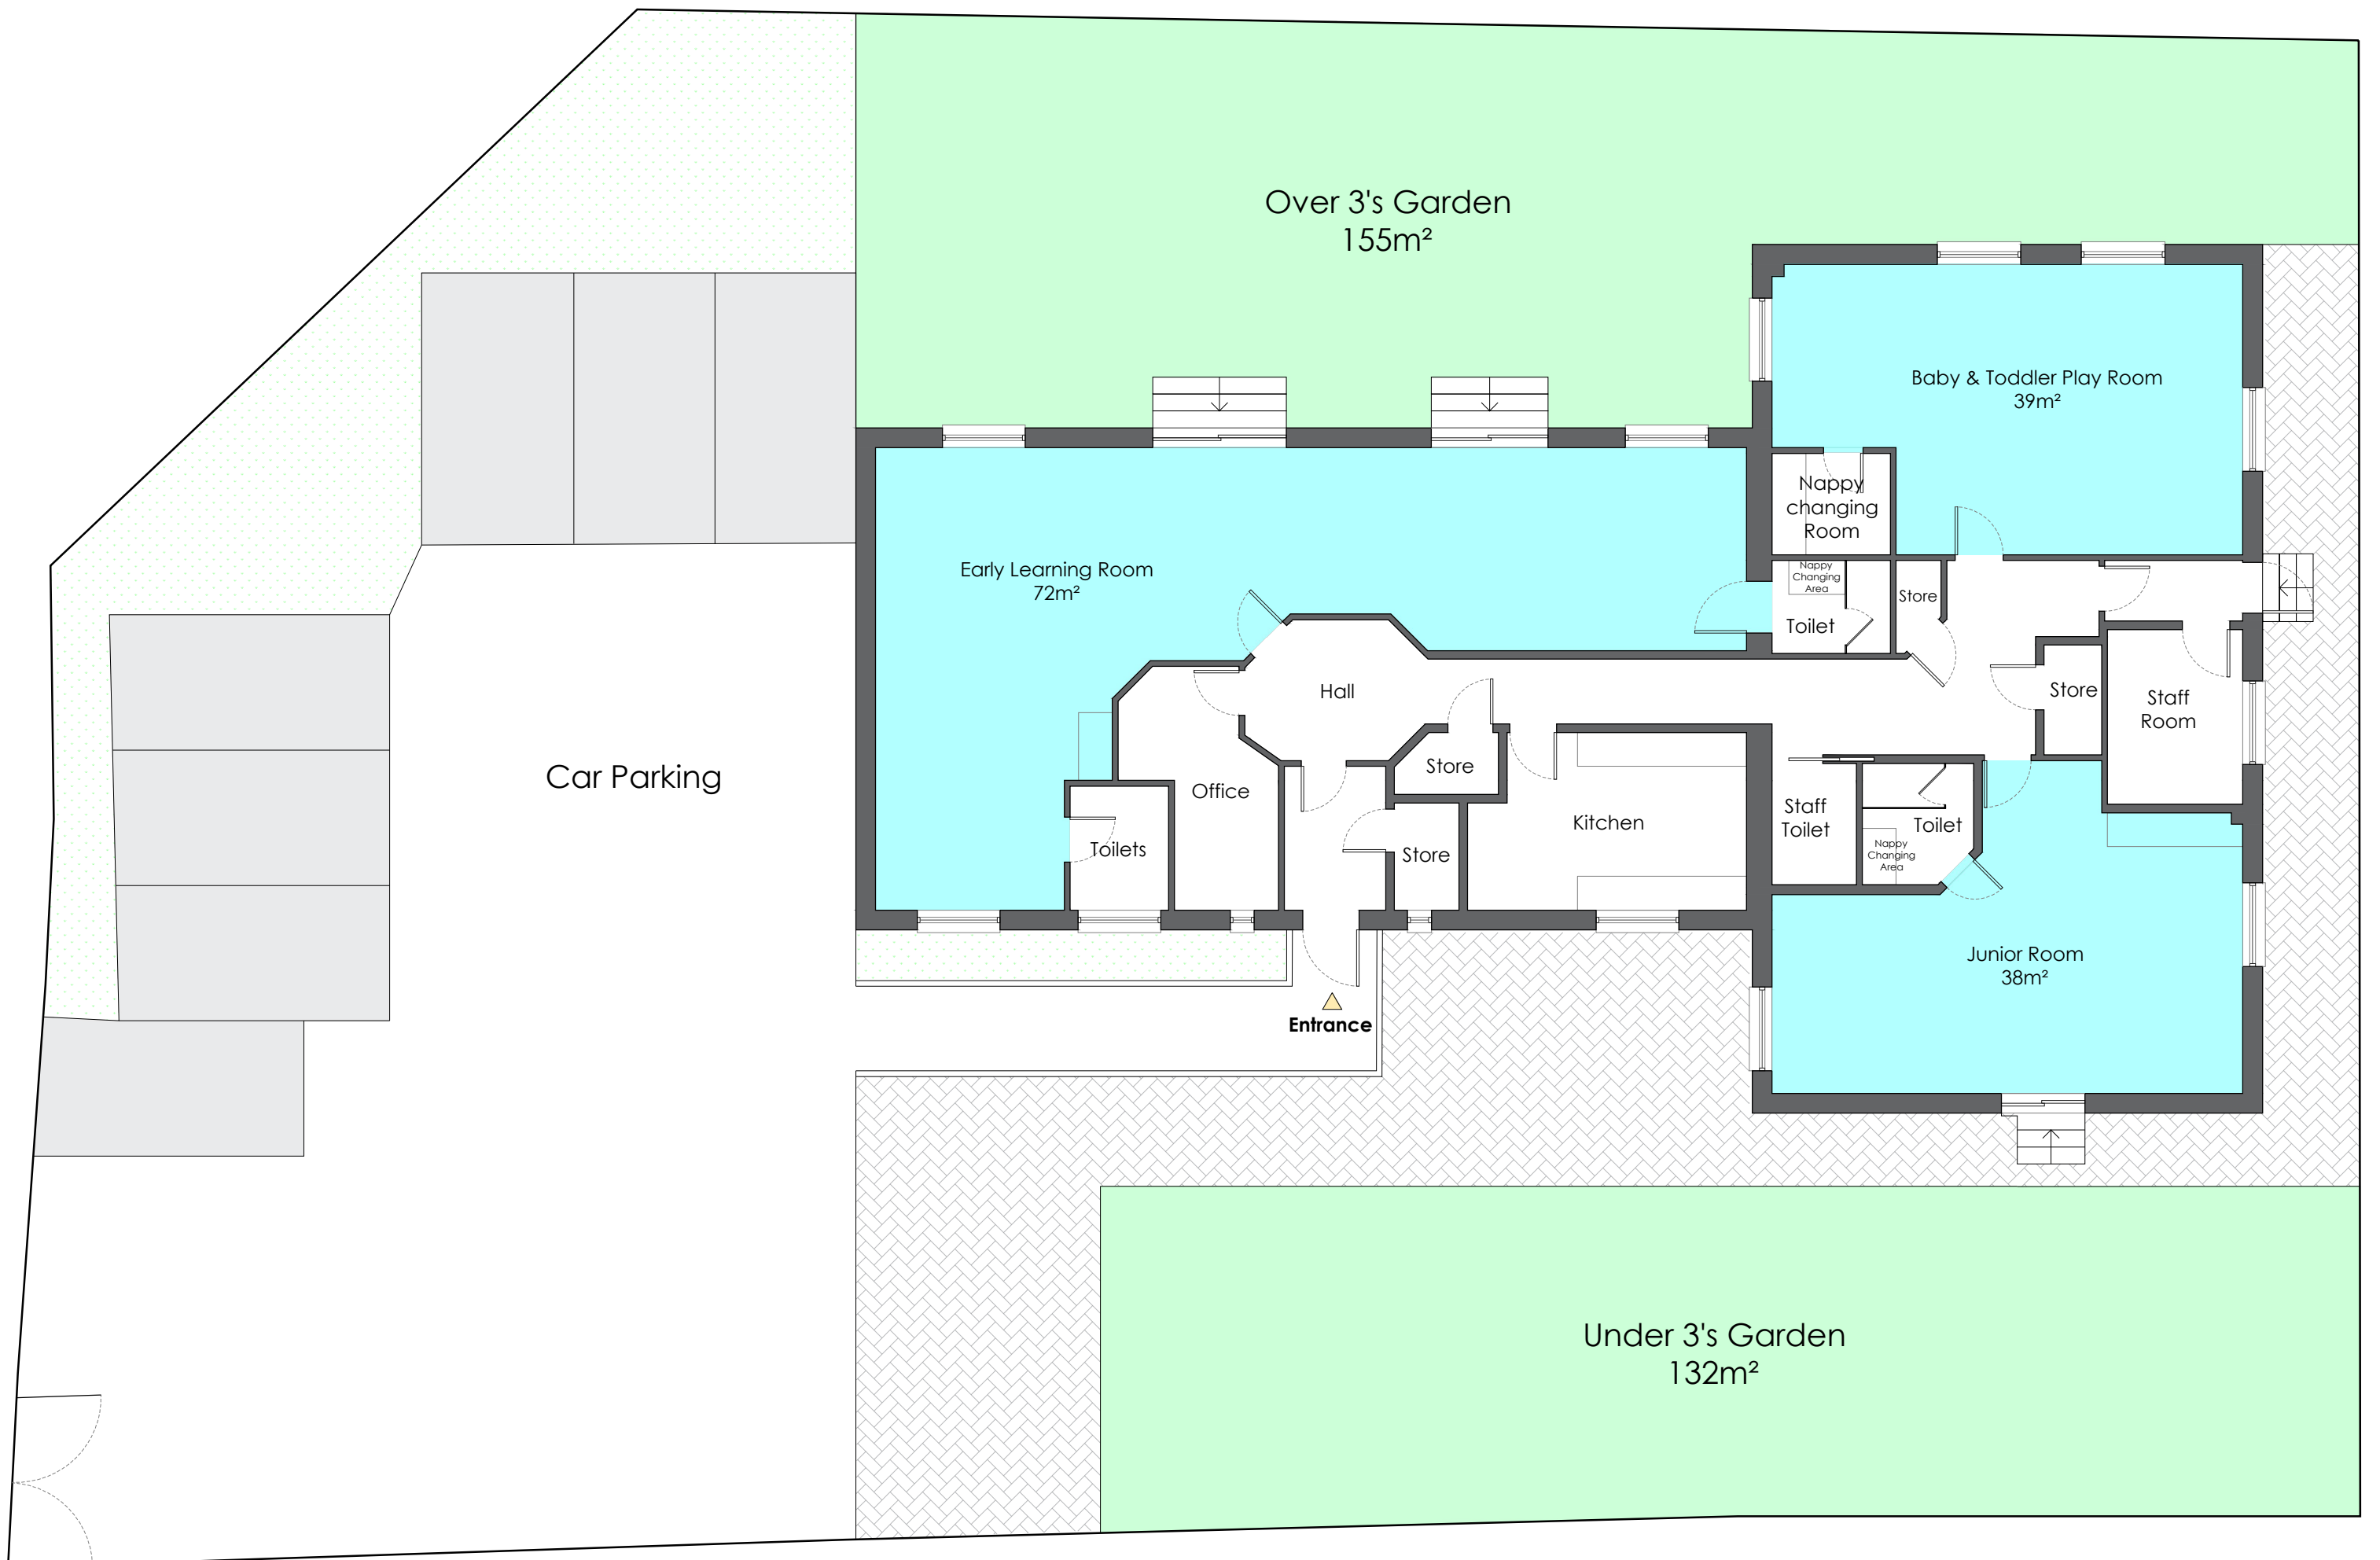 Over 3's Garden
155m²
Baby & Toddler Play Room
39m²
Nappy
changing
Room
Early Learning Room
72m²
Nappy
Changing
Area
Toilet
Store
Hall
Store
Staff
Room
Car Parking
Office
Store
Kitchen
Staff
Toilet
Toilet
Nappy
Changing
Area
Toilets
Store
Junior Room
38m²
Entrance
Under 3's Garden
132m²